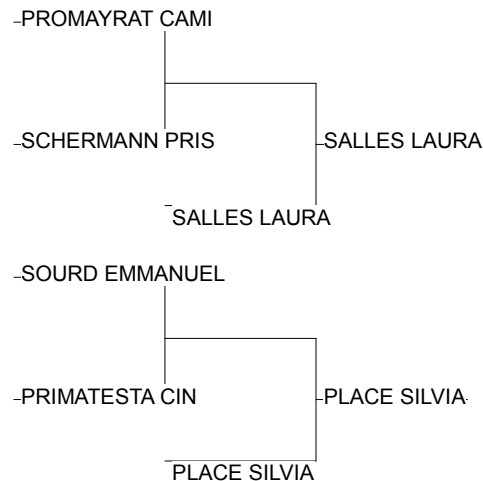 PROMAYRAT CAMI
SCHERMANN PRIS
SALLES LAURA
SALLES LAURA
SOURD EMMANUEL
PRIMATESTA CIN
PLACE SILVIA
PLACE SILVIA